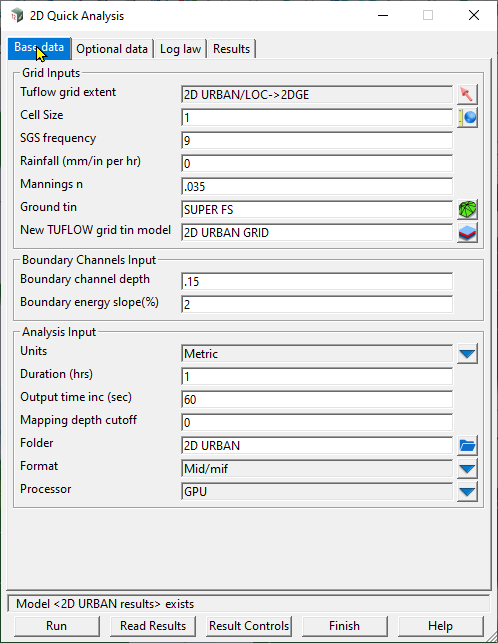 2D Quick Analysis
Base data Optional data Log law Results
Grid Inputs
Tuflow grid extent 2D URBAN/LOC->2DGE
Cell Size 1
SGS frequency 9
Rainfall (mm/in per hr) 0
Mannings n .035
Ground tin SUPER FS
New TUFLOW grid tin model 2D URBAN GRID
Boundary Channels Input
Boundary channel depth .15
Boundary energy slope(%) 2
Analysis Input
Units Metric
Duration (hrs) 1
Output time inc (sec) 60
Mapping depth cutoff 0
Folder 2D URBAN
Format Mid/mif
Processor GPU
Model <2D URBAN results> exists
Run Read Results Result Controls Finish Help